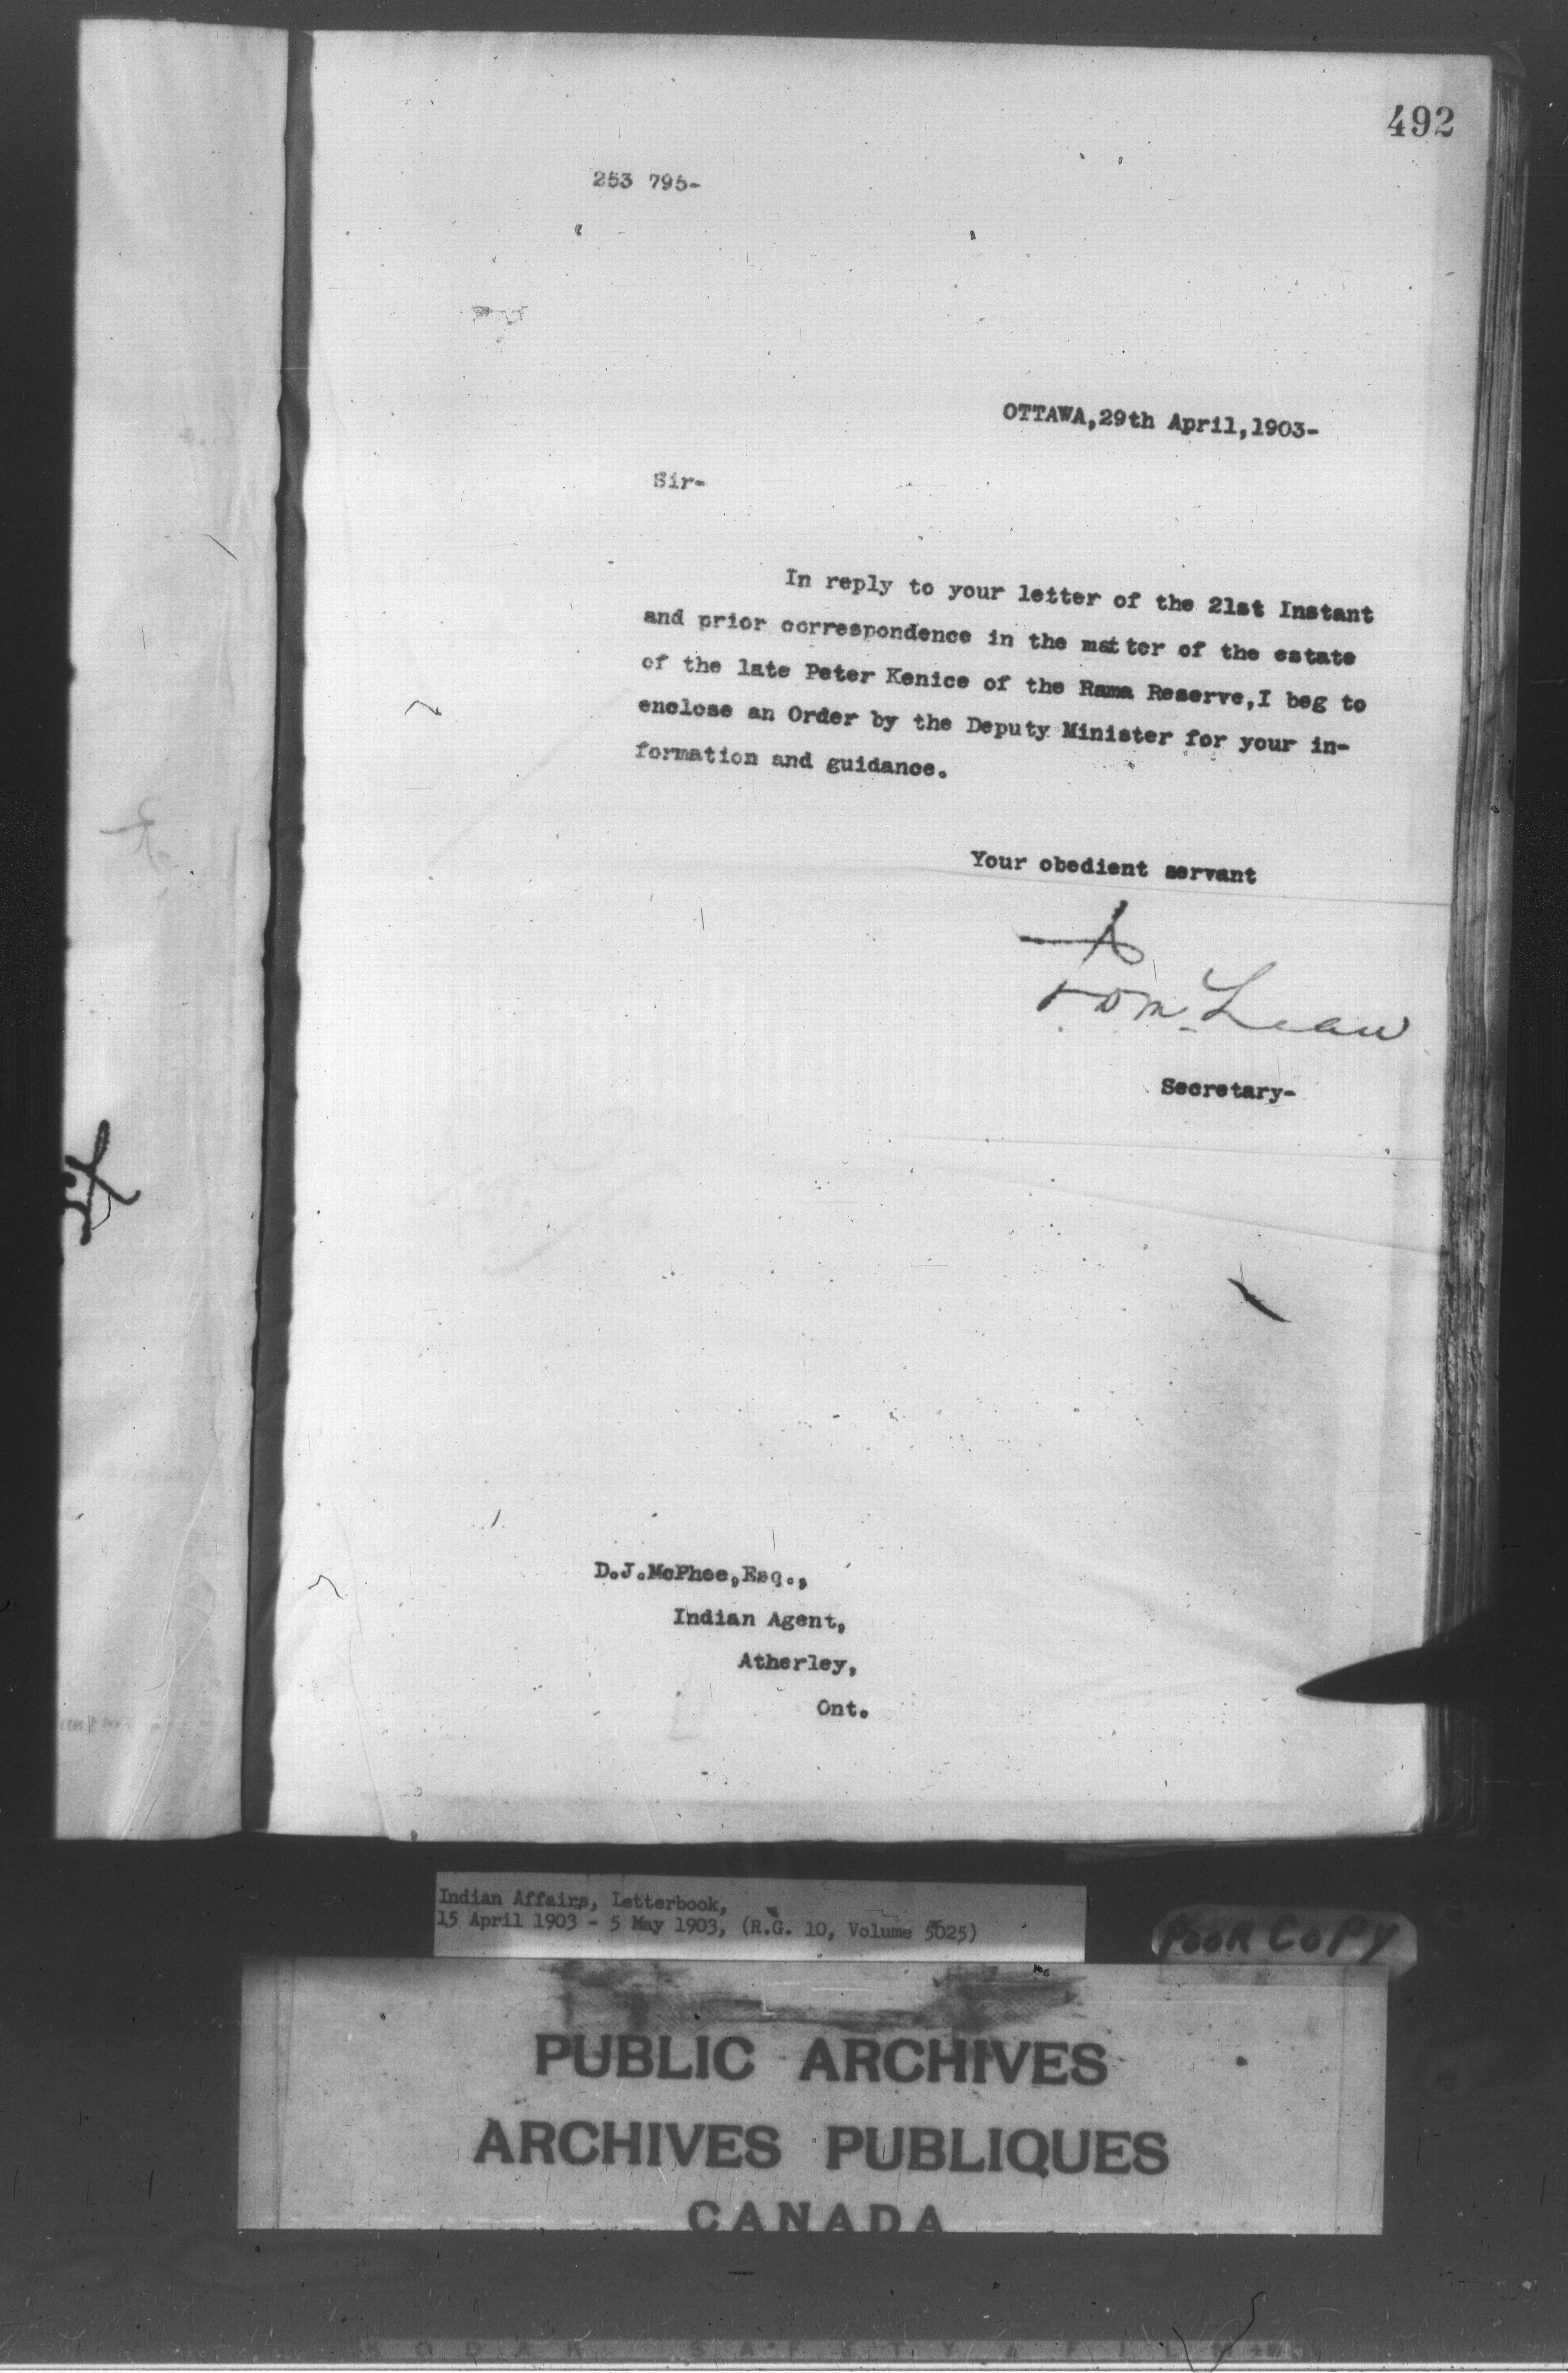 492
253 795-
OTTAWA,29th April,1903-
Sir-
In reply to your letter of the 21st Instant
and prior correspondence in the matter of the estate
of the late Peter Kenice of the Rama Reserve,I beg to
enclose an Order by the Deputy Minister for your in-
formation and guidance.
Your obedient servant
J D McLean
Secretary-
D.J.McPhee,Esq.,
Indian Agent,
Atherley,
Ont.
Indian Affairs, Letterbook,
15 April 1903 - 5 May 1903, (R.G. 10, Volume 5025)
POOR COPY
PUBLIC ARCHIVES
ARCHIVES PUBLIQUES
CANADA
KODAK SAFETY FILM